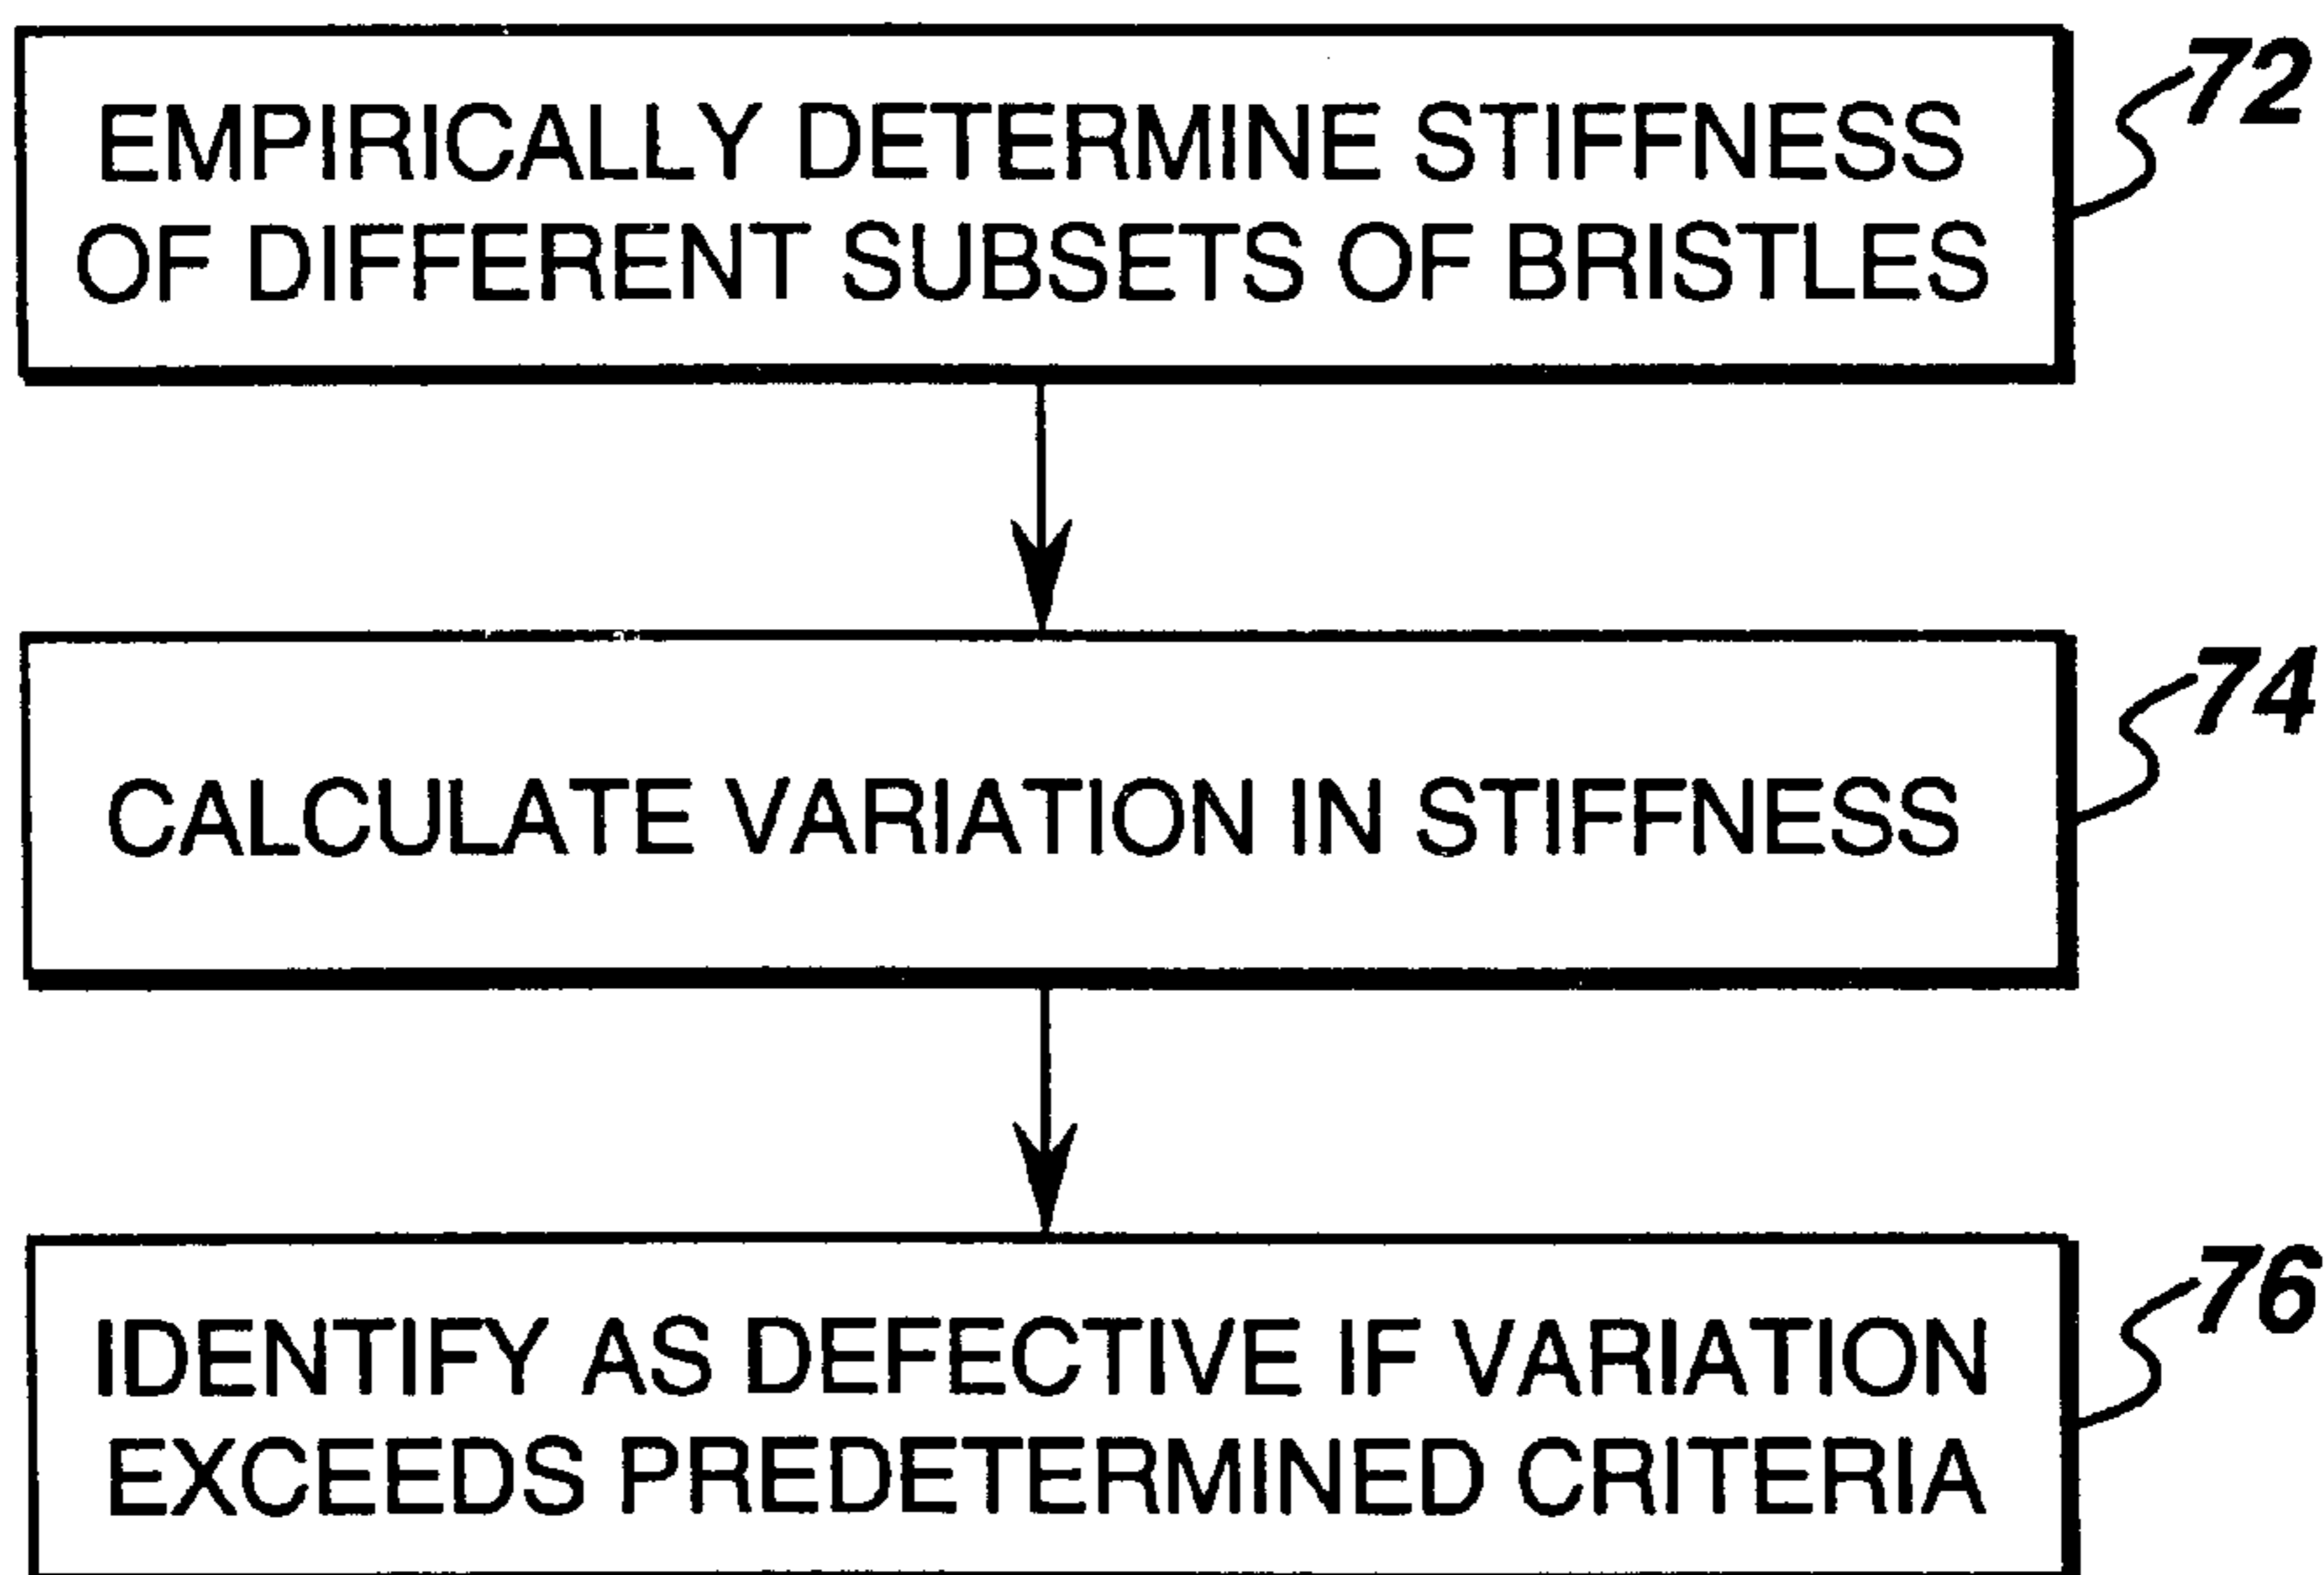 EMPIRICALLY DETERMINE STIFFNESS
OF DIFFERENT SUBSETS OF BRISTLES
72
CALCULATE VARIATION IN STIFFNESS
74
IDENTIFY AS DEFECTIVE IF VARIATION
EXCEEDS PREDETERMINED CRITERIA
76